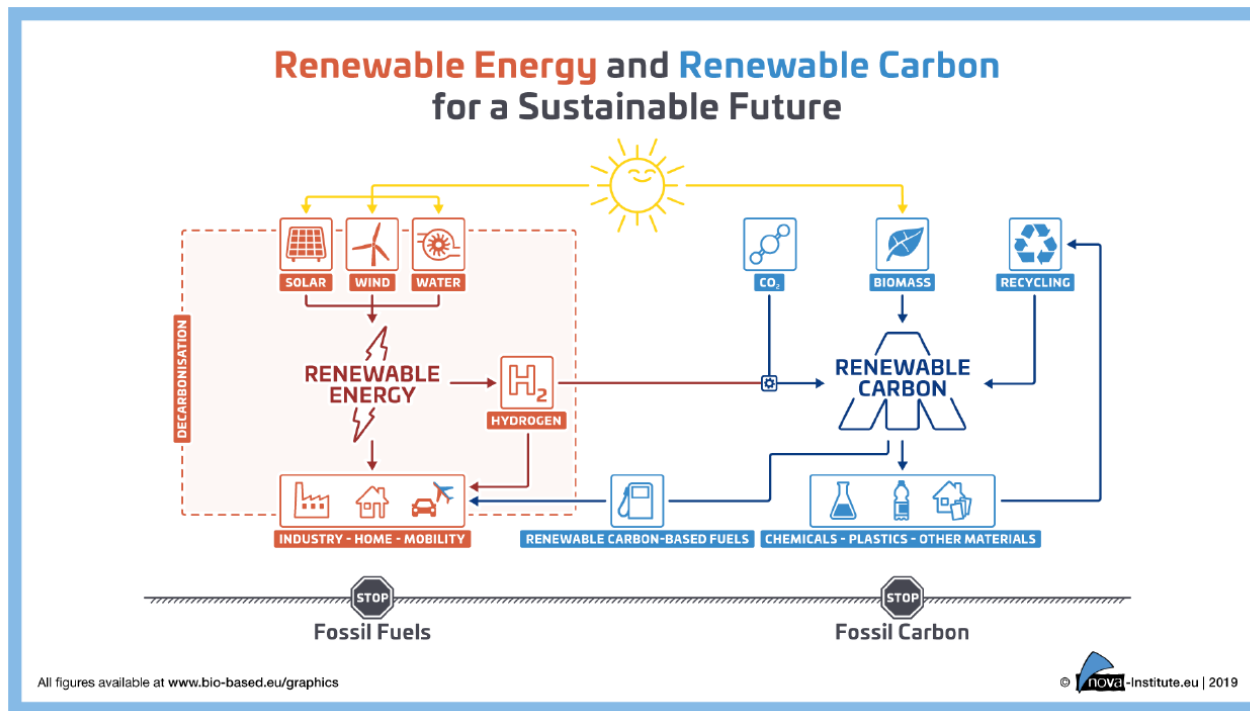 Renewable Energy and Renewable Carbon
for a Sustainable Future
SOLAR
WIND
WATER
CO₂
BIOMASS
RECYCLING
DECARBONISATION
RENEWABLE
ENERGY
H₂
HYDROGEN
RENEWABLE
CARBON
INDUSTRY - HOME - MOBILITY
RENEWABLE CARBON-BASED FUELS
CHEMICALS - PLASTICS - OTHER MATERIALS
STOP
Fossil Fuels
STOP
Fossil Carbon
All figures available at www.bio-based.eu/graphics
© nova-Institute.eu | 2019